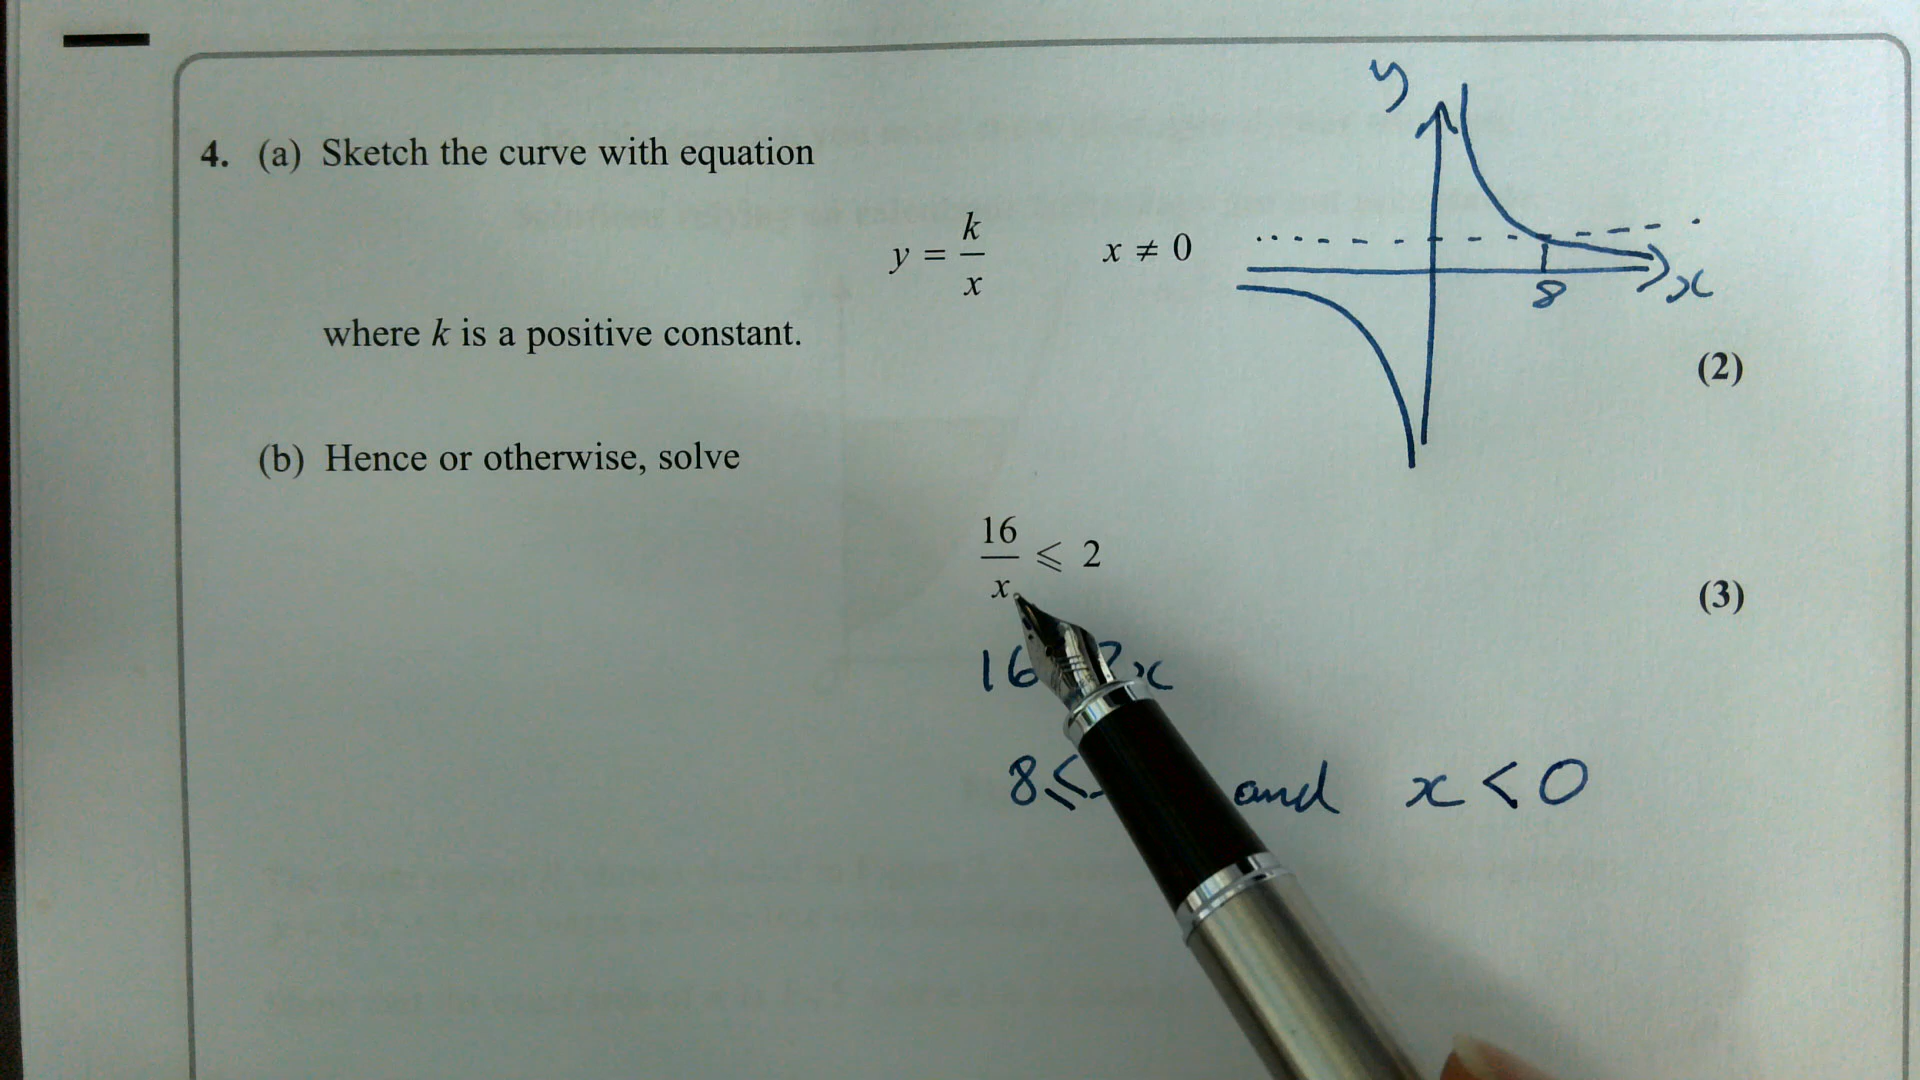 4. (a) Sketch the curve with equation
y = k/x x ≠ 0
where k is a positive constant.
(2)
y
x
8
(b) Hence or otherwise, solve
16/x ⩽ 2
(3)
16 2x
8 ⩽ and x < 0